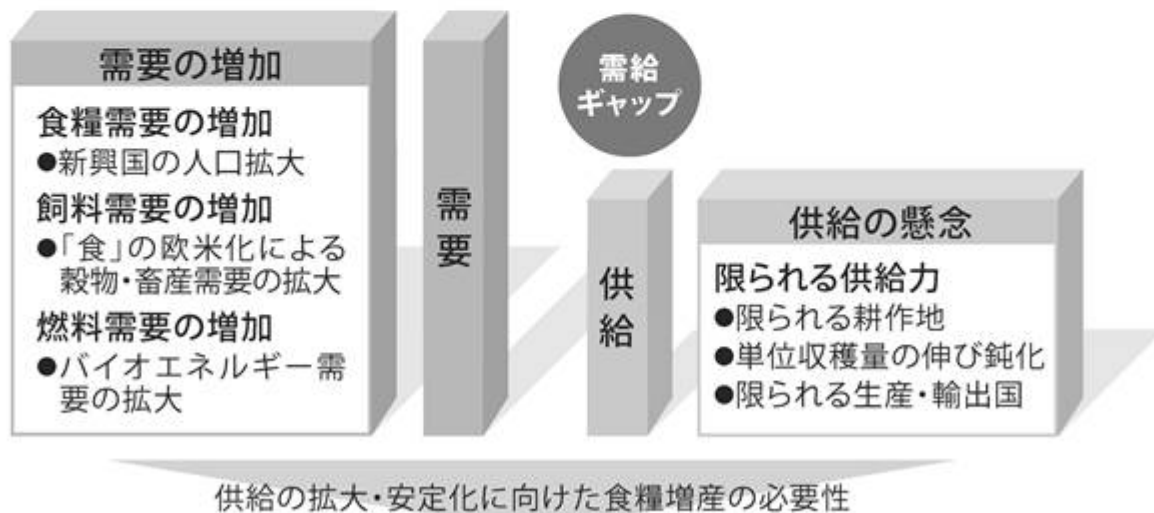 需要の増加
食糧需要の増加
●新興国の人口拡大
飼料需要の増加
●「食」の欧米化による
穀物・畜産需要の拡大
燃料需要の増加
●バイオエネルギー需
要の拡大
需要
需給
ギャップ
供給
供給の懸念
限られる供給力
●限られる耕作地
●単位収穫量の伸び鈍化
●限られる生産・輸出国
供給の拡大・安定化に向けた食糧増産の必要性